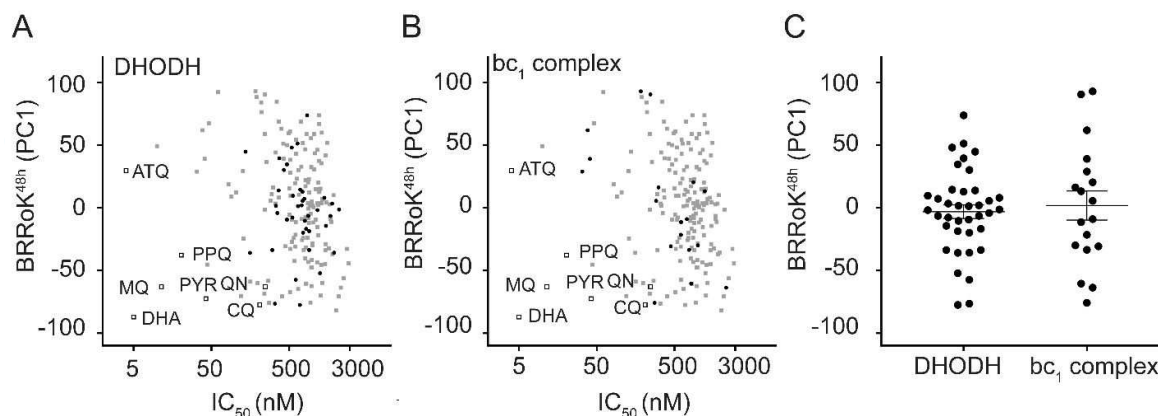 A
DHODH
BRRoK48h (PC1)
100
50
0
-50
-100
ATQ
PPQ
MQ
PYR QN
CQ
DHA
5
50
500
3000
IC50 (nM)
B
bc1 complex
BRRoK48h (PC1)
100
50
0
-50
-100
ATQ
PPQ
MQ
PYR QN
CQ
DHA
5
50
500
3000
IC50 (nM)
C
BRRoK48h (PC1)
100
50
0
-50
-100
DHODH
bc1 complex